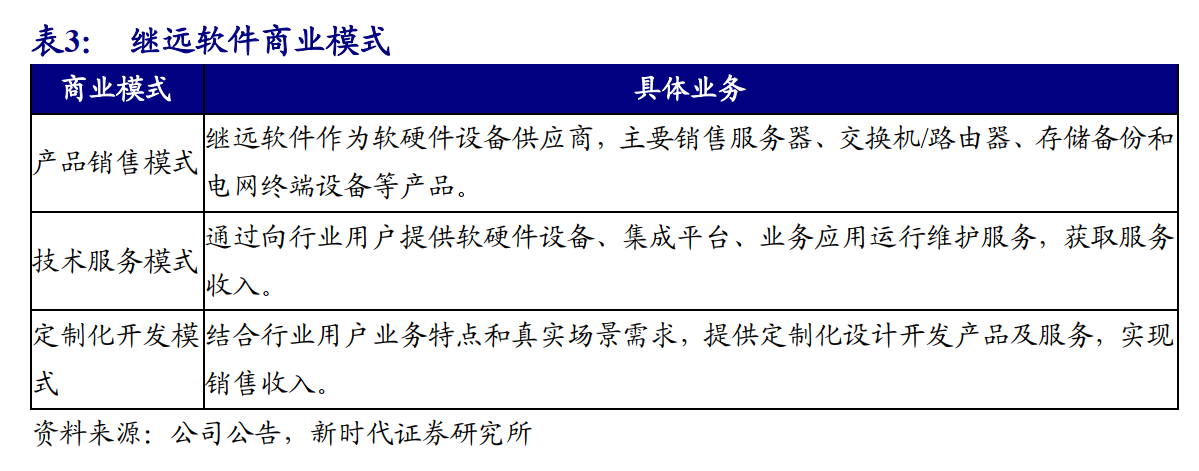 表3： 继远软件商业模式
商业模式 具体业务
产品销售模式
继远软件作为软硬件设备供应商，主要销售服务器、交换机/路由器、存储备份和
电网终端设备等产品。
技术服务模式
通过向行业用户提供软硬件设备、集成平台、业务应用运行维护服务，获取服务
收入。
定制化开发模
式
结合行业用户业务特点和真实场景需求，提供定制化设计开发产品及服务，实现
销售收入。
资料来源：公司公告，新时代证券研究所